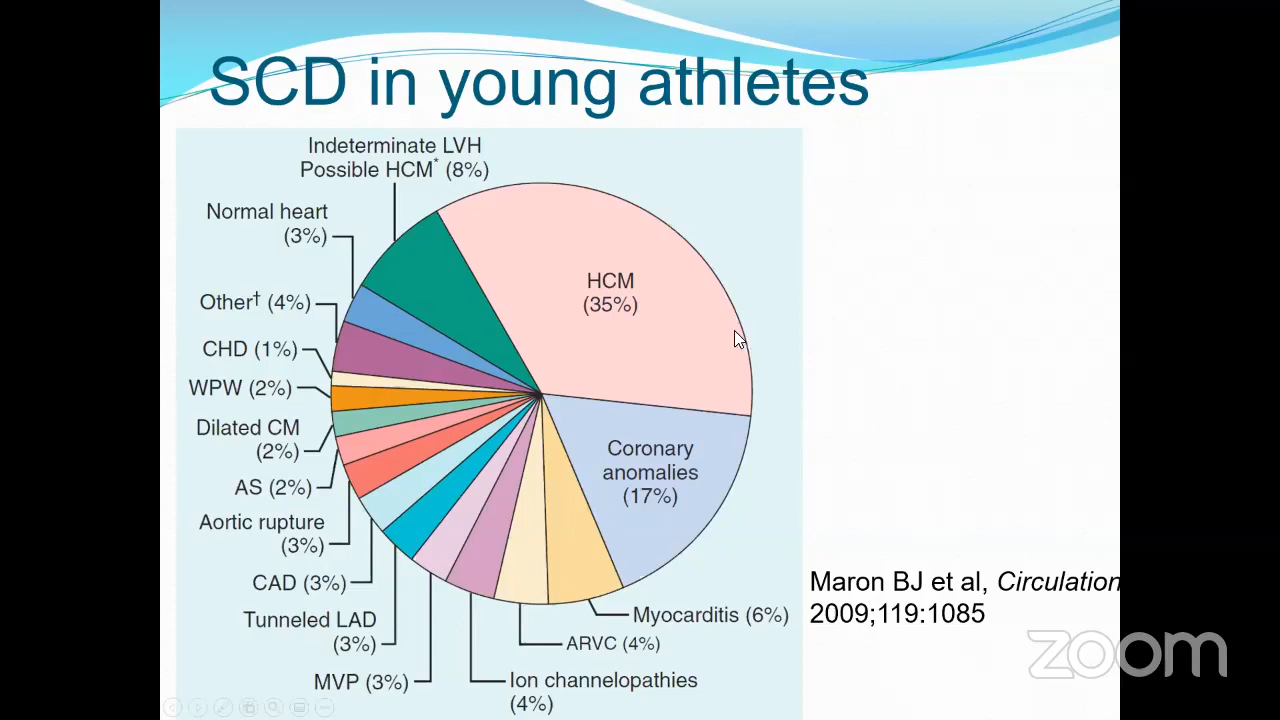 SCD in young athletes
Indeterminate LVH
Possible HCM* (8%)
Normal heart
(3%)
Other† (4%)
CHD (1%)
WPW (2%)
Dilated CM
(2%)
AS (2%)
Aortic rupture
(3%)
CAD (3%)
Tunneled LAD
(3%)
MVP (3%)
HCM
(35%)
Coronary
anomalies
(17%)
Myocarditis (6%)
ARVC (4%)
Ion channelopathies
(4%)
Maron BJ et al, Circulation
2009;119:1085
zoom